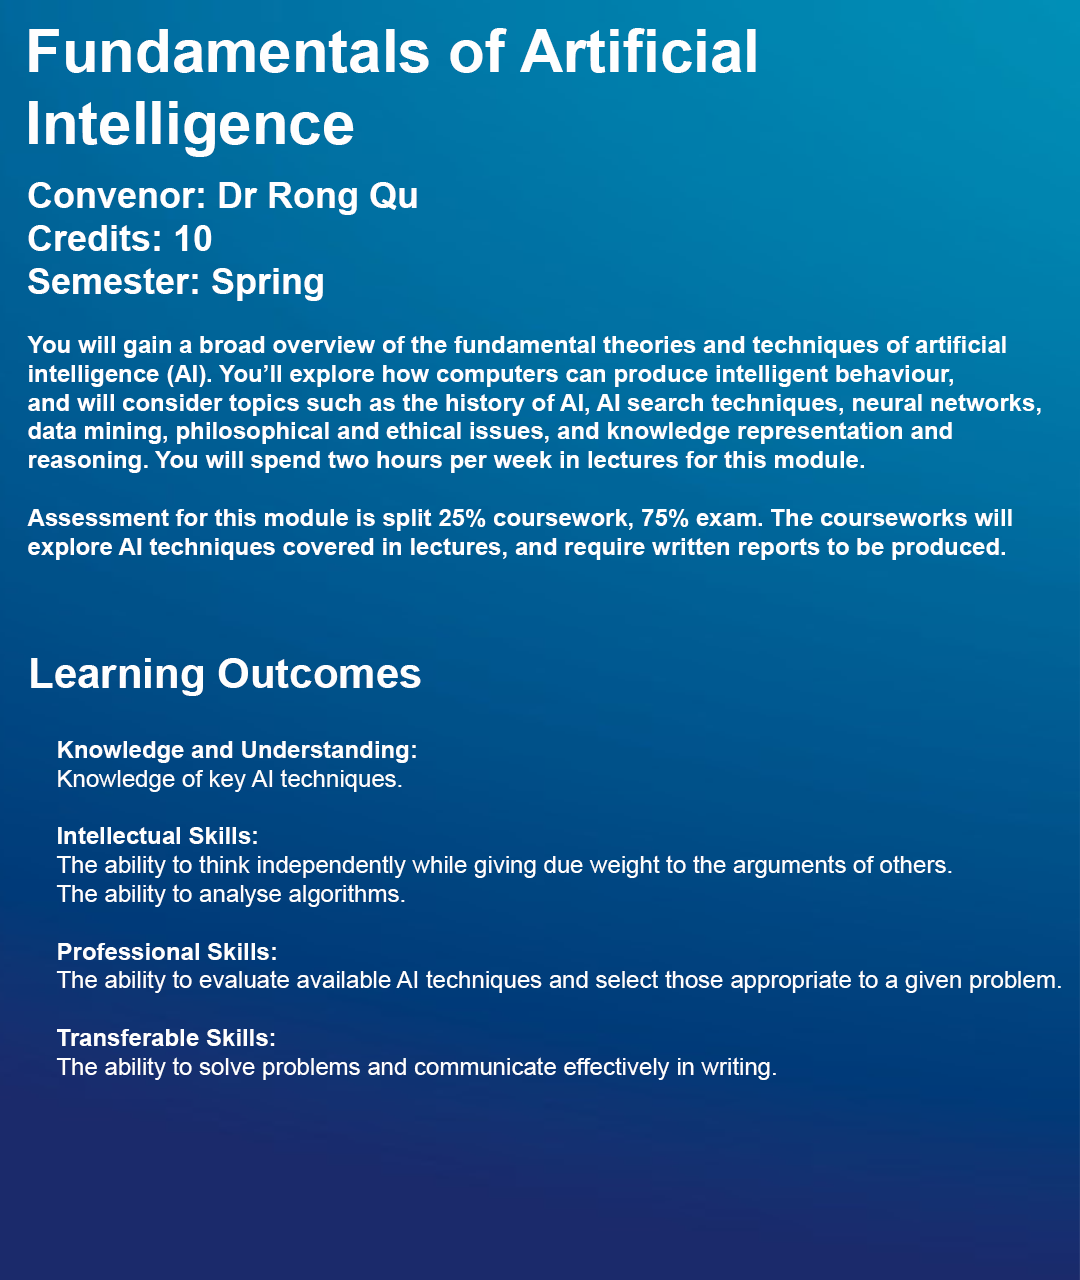 Fundamentals of Artificial
Intelligence
Convenor: Dr Rong Qu
Credits: 10
Semester: Spring
You will gain a broad overview of the fundamental theories and techniques of artificial
intelligence (AI). You’ll explore how computers can produce intelligent behaviour,
and will consider topics such as the history of AI, AI search techniques, neural networks,
data mining, philosophical and ethical issues, and knowledge representation and
reasoning. You will spend two hours per week in lectures for this module.
Assessment for this module is split 25% coursework, 75% exam. The courseworks will
explore AI techniques covered in lectures, and require written reports to be produced.
Learning Outcomes
Knowledge and Understanding:
Knowledge of key AI techniques.
Intellectual Skills:
The ability to think independently while giving due weight to the arguments of others.
The ability to analyse algorithms.
Professional Skills:
The ability to evaluate available AI techniques and select those appropriate to a given problem.
Transferable Skills:
The ability to solve problems and communicate effectively in writing.